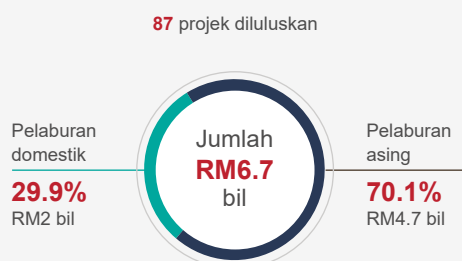 87 projek diluluskan
Pelaburan
domestik
29.9%
RM2 bil
Jumlah
RM6.7
bil
Pelaburan
asing
70.1%
RM4.7 bil